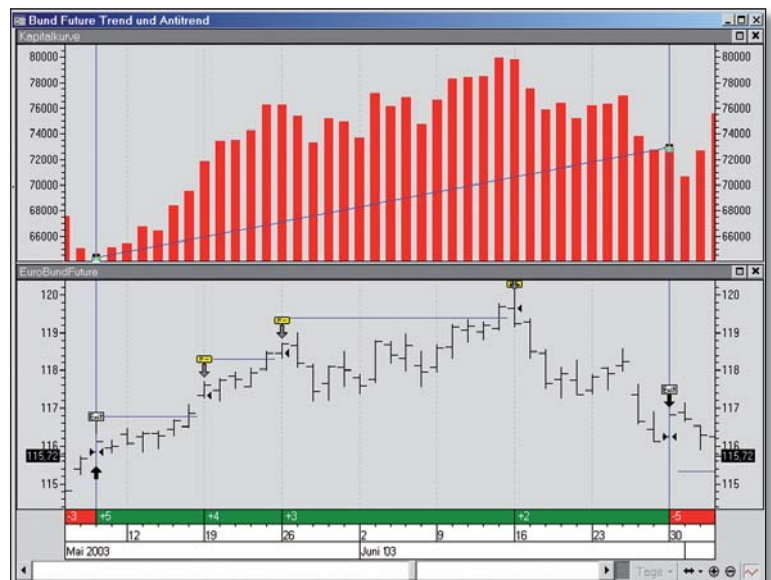 Bund Future Trend und Antitrend
Kapitalkurve
80000 80000
78000 78000
76000 76000
74000 74000
72000 72000
70000 70000
68000 68000
66000 66000
EuroBundFuture
120 120
119 119
118 118
117 117
116 116
115,72 115,72
115 115
-3 +5 +4 +3 +2 -5
12 19 26 2 9 16 23 30
Mai 2003 Juni '03
Tage